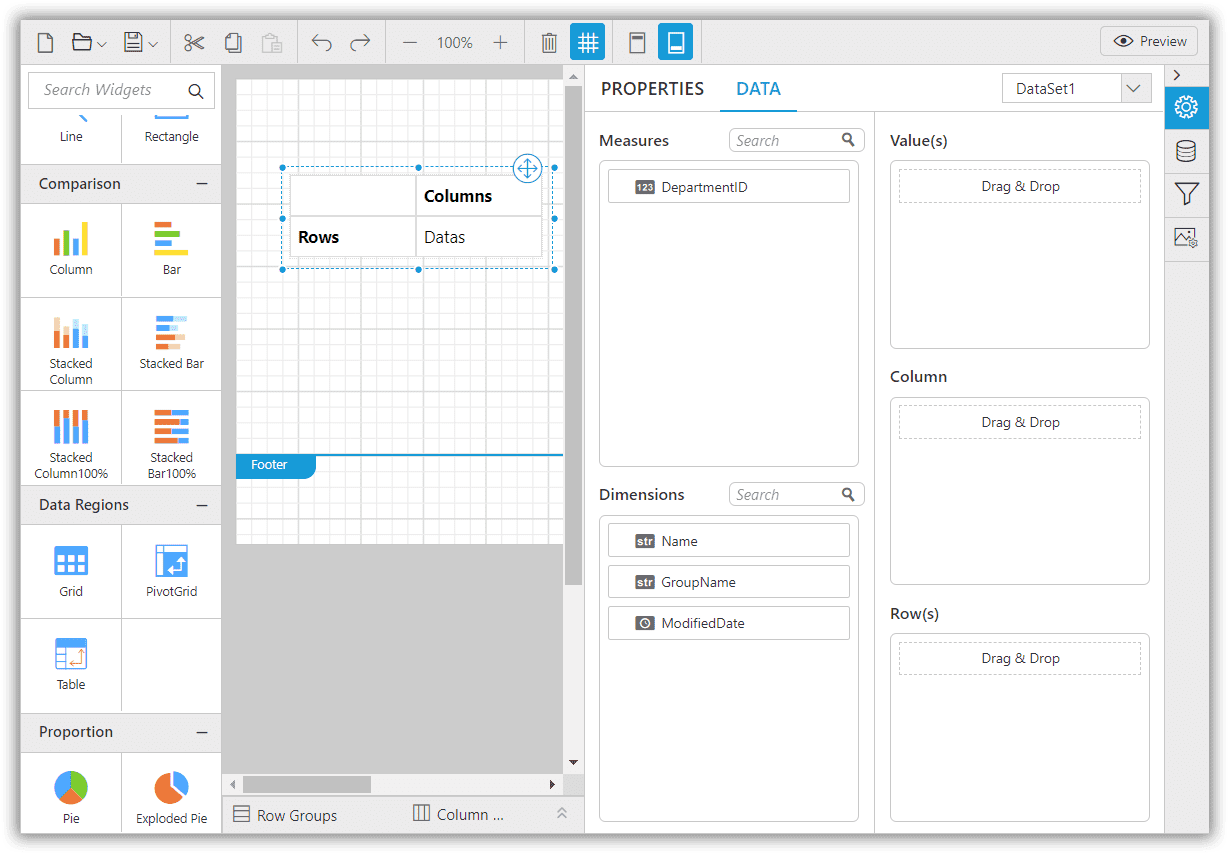 100%
Preview
Search Widgets
Line
Rectangle
Comparison
Column
Bar
Stacked
Column
Stacked Bar
Stacked
Column100%
Stacked
Bar100%
Data Regions
Grid
PivotGrid
Table
Proportion
Pie
Exploded Pie
Columns
Rows
Datas
Footer
Row Groups
Column ...
PROPERTIES
DATA
DataSet1
Measures
Search
123 DepartmentID
Dimensions
Search
str Name
str GroupName
ModifiedDate
Value(s)
Drag & Drop
Column
Drag & Drop
Row(s)
Drag & Drop